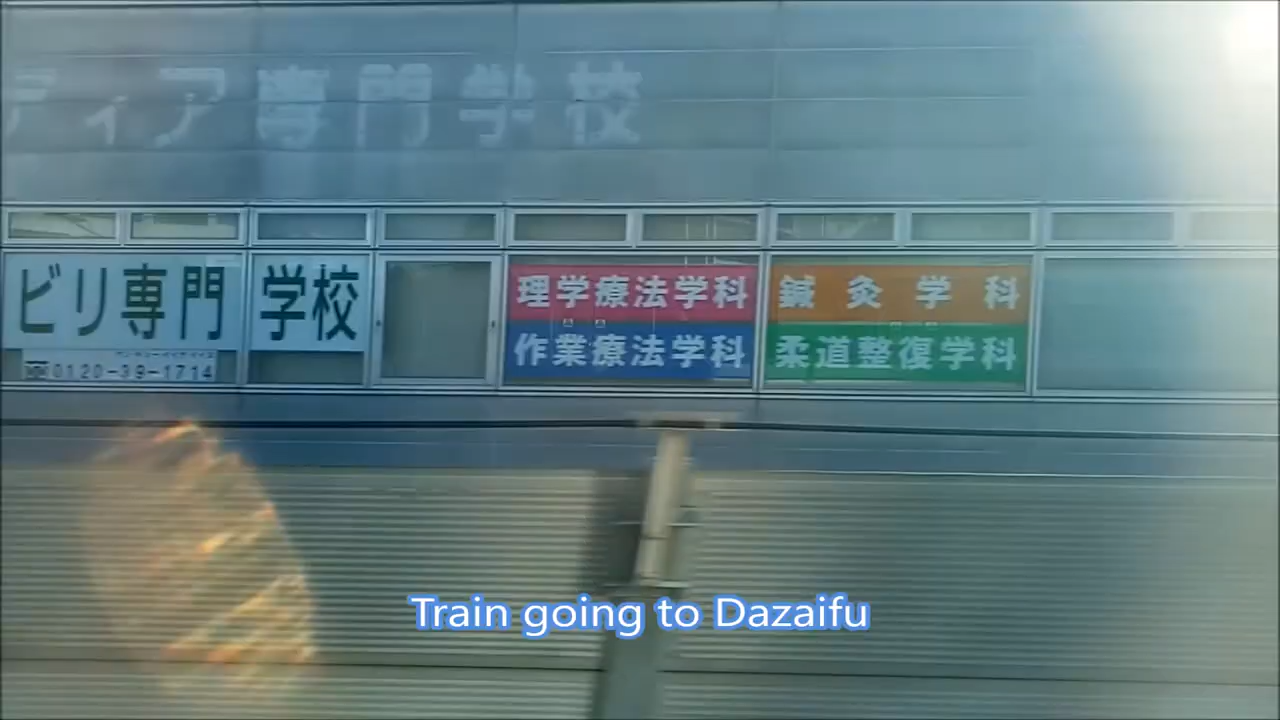 ディア専門学校
ビリ専門学校
0120-39-1714
理学療法学科
作業療法学科
鍼灸学科
柔道整復学科
Train going to Dazaifu